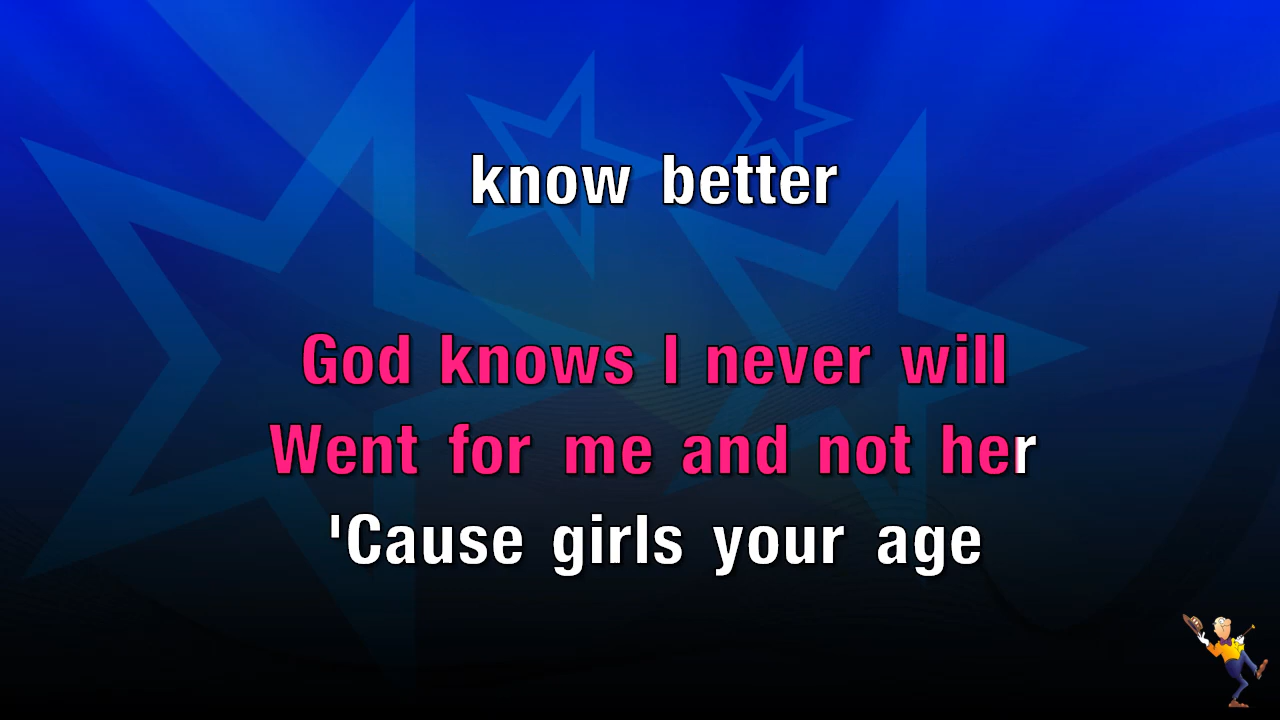 know better
God knows I never will
Went for me and not her
'Cause girls your age